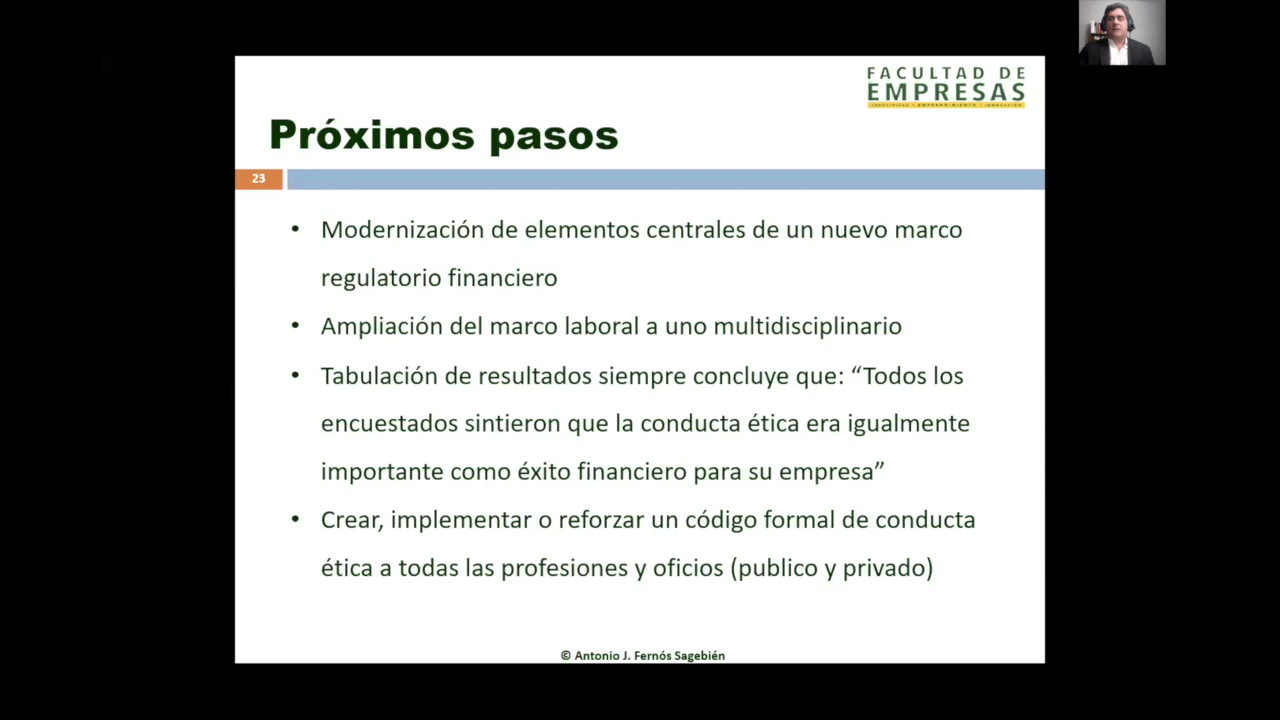 FACULTAD DE
EMPRESAS
Próximos pasos
23
• Modernización de elementos centrales de un nuevo marco
regulatorio financiero
• Ampliación del marco laboral a uno multidisciplinario
• Tabulación de resultados siempre concluye que: “Todos los
encuestados sintieron que la conducta ética era igualmente
importante como éxito financiero para su empresa”
• Crear, implementar o reforzar un código formal de conducta
ética a todas las profesiones y oficios (publico y privado)
© Antonio J. Fernós Sagebién